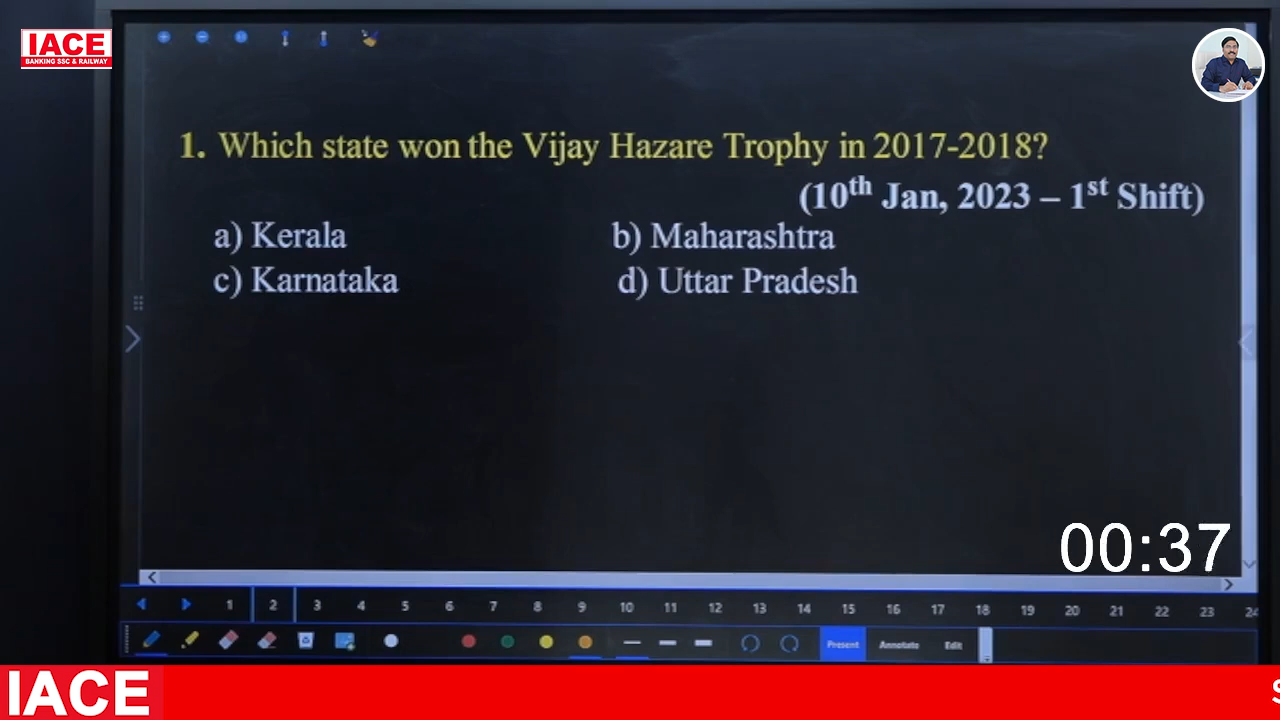 IACE
BANKING SSC & RAILWAY
1. Which state won the Vijay Hazare Trophy in 2017-2018?
(10th Jan, 2023 – 1st Shift)
a) Kerala b) Maharashtra
c) Karnataka d) Uttar Pradesh
00:37
1 2 3 4 5 6 7 8 9 10 11 12 13 14 15 16 17 18 19 20 21 22 23 24
Present Annotate Edit
IACE S